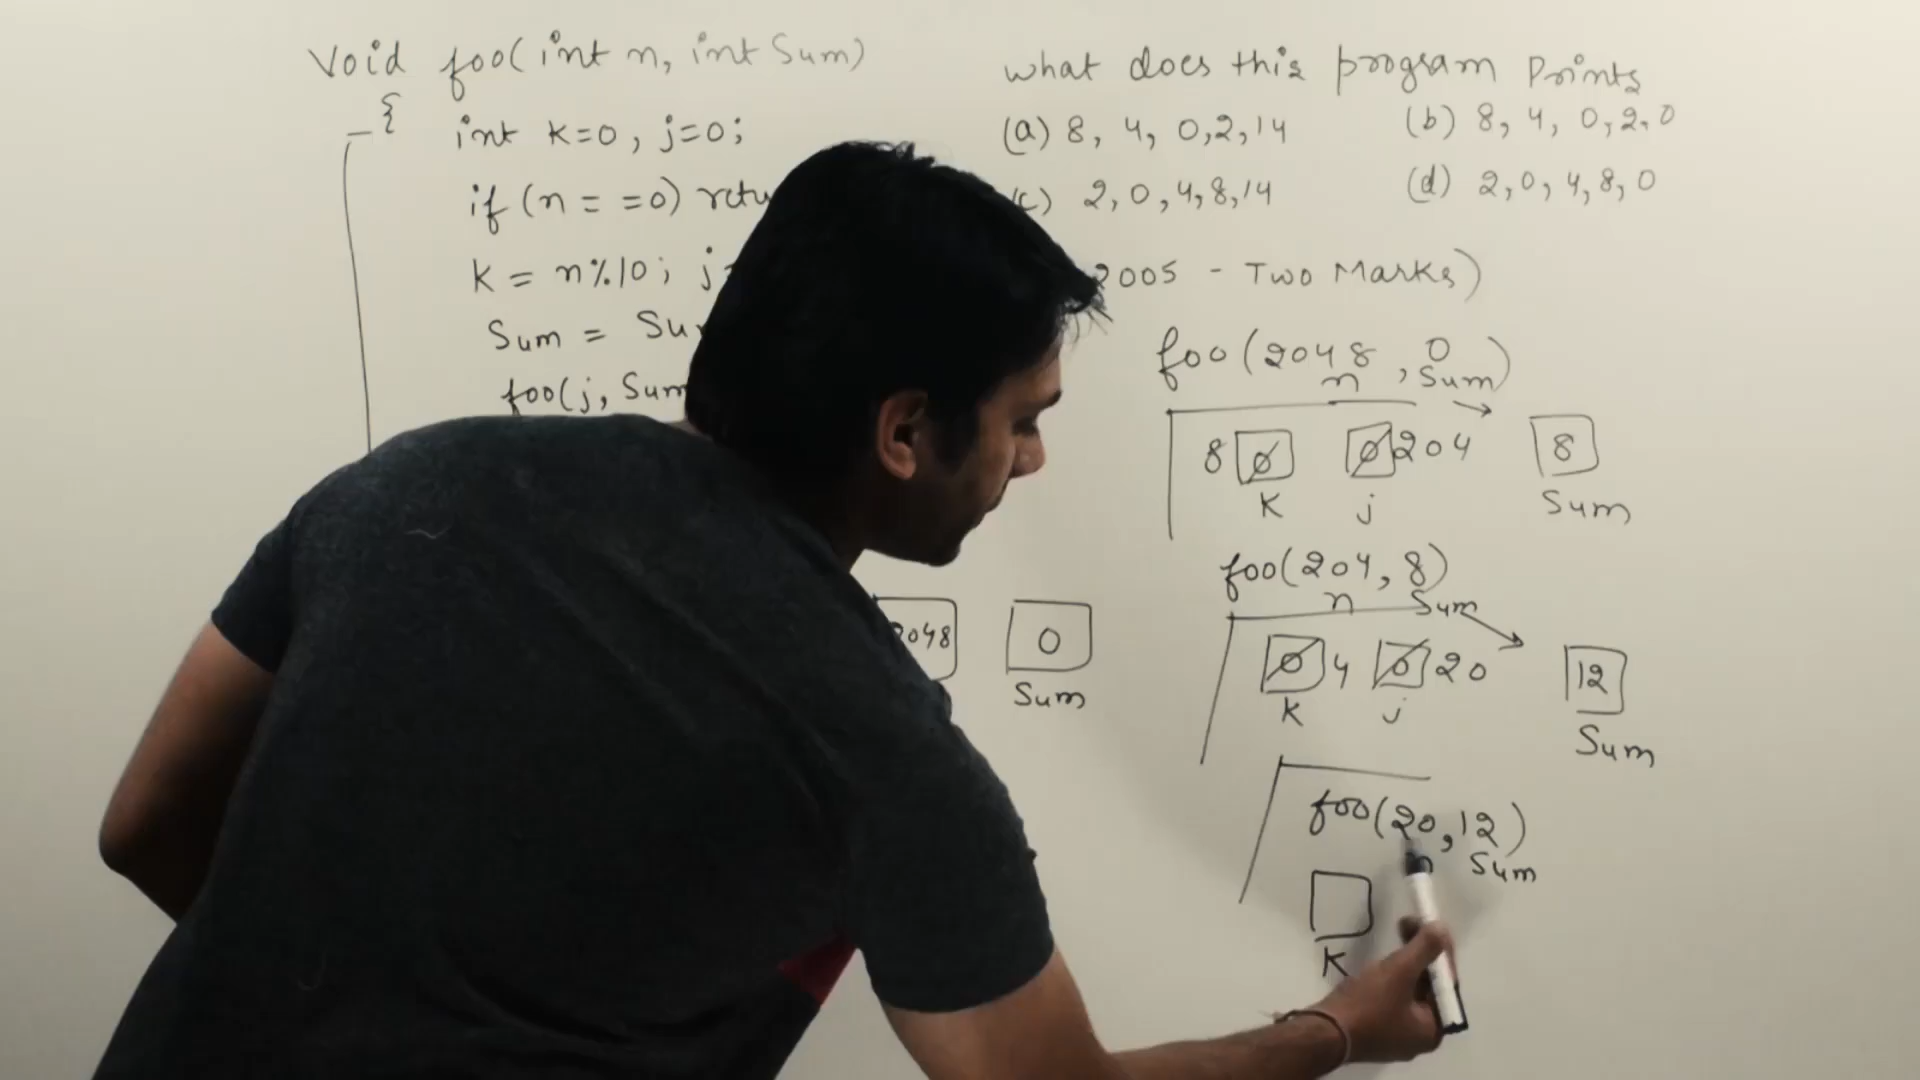 Void foo(int n, int Sum)
{
int k=0, j=0;
if (n = =0)
k = n%10; j
Sum =
foo(j, Sum
what does this program Prints
(a) 8, 4, 0,2,14
(b) 8, 4, 0,2,0
(c) 2,0,4,8,14
(d) 2,0,4,8,0
2005 - Two Marks)
foo(2048, 0)
n Sum
8 0 0 204 8
K j Sum
foo(204, 8)
n Sum
0 4 0 20 12
K j Sum
foo(20,12)
n Sum
K
2048 0
Sum